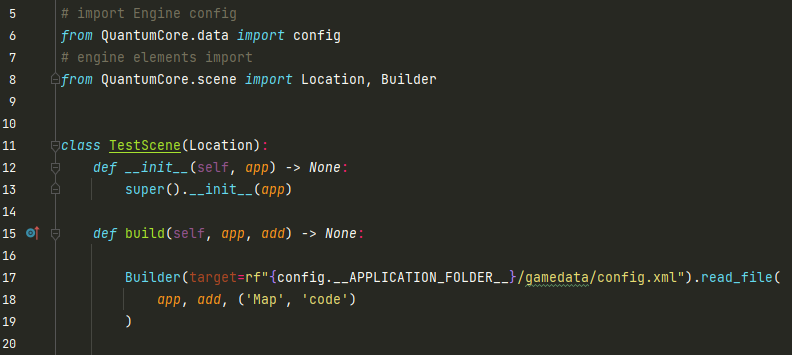 5 # import Engine config
6 from QuantumCore.data import config
7 # engine elements import
8 from QuantumCore.scene import Location, Builder
9
10
11 class TestScene(Location):
12     def __init__(self, app) -> None:
13         super().__init__(app)
14
15     def build(self, app, add) -> None:
16
17         Builder(target=rf"{config.__APPLICATION_FOLDER__}/gamedata/config.xml").read_file(
18             app, add, ('Map', 'code')
19         )
20